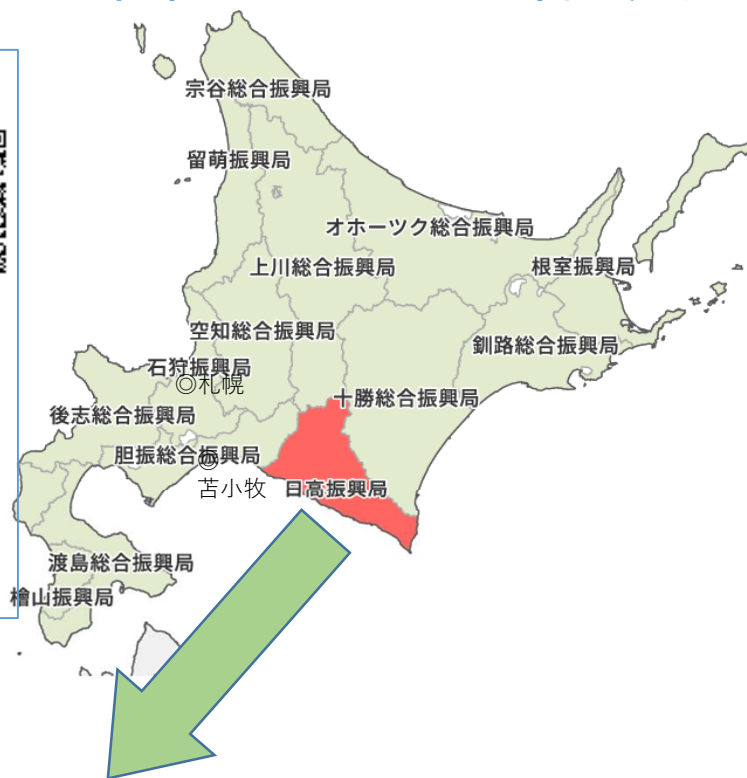 宗谷総合振興局
留萌振興局
オホーツク総合振興局
上川総合振興局
根室振興局
空知総合振興局
釧路総合振興局
石狩振興局
◎札幌
十勝総合振興局
後志総合振興局
胆振総合振興局
◎
苫小牧
日高振興局
渡島総合振興局
檜山振興局